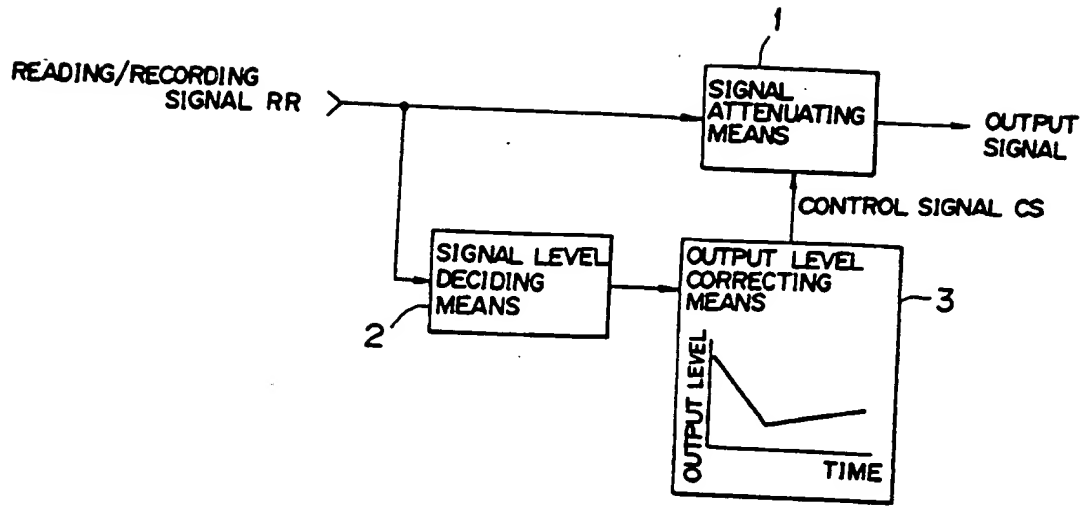 1
READING/RECORDING
SIGNAL RR
SIGNAL
ATTENUATING
MEANS
OUTPUT
SIGNAL
CONTROL SIGNAL CS
SIGNAL LEVEL
DECIDING
MEANS
2
OUTPUT LEVEL
CORRECTING
MEANS
3
OUTPUT LEVEL
TIME